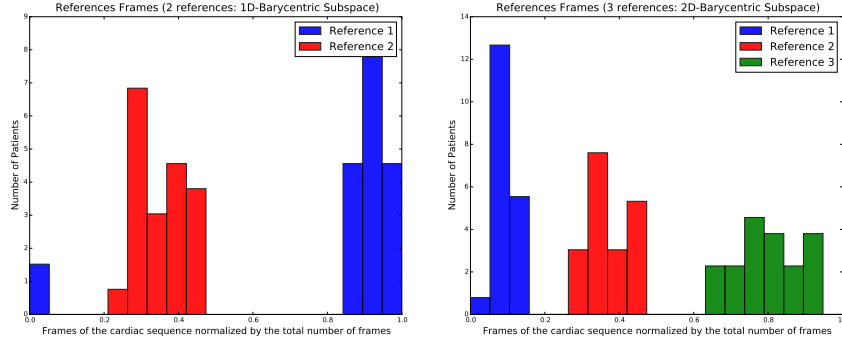 References Frames (2 references: 1D-Barycentric Subspace)
Reference 1
Reference 2
9
8
7
6
5
4
3
2
1
0
Number of Patients
0.0 0.2 0.4 0.6 0.8 1.0
Frames of the cardiac sequence normalized by the total number of frames
References Frames (3 references: 2D-Barycentric Subspace)
Reference 1
Reference 2
Reference 3
14
12
10
8
6
4
2
0
Number of Patients
0.0 0.2 0.4 0.6 0.8
Frames of the cardiac sequence normalized by the total number of frames